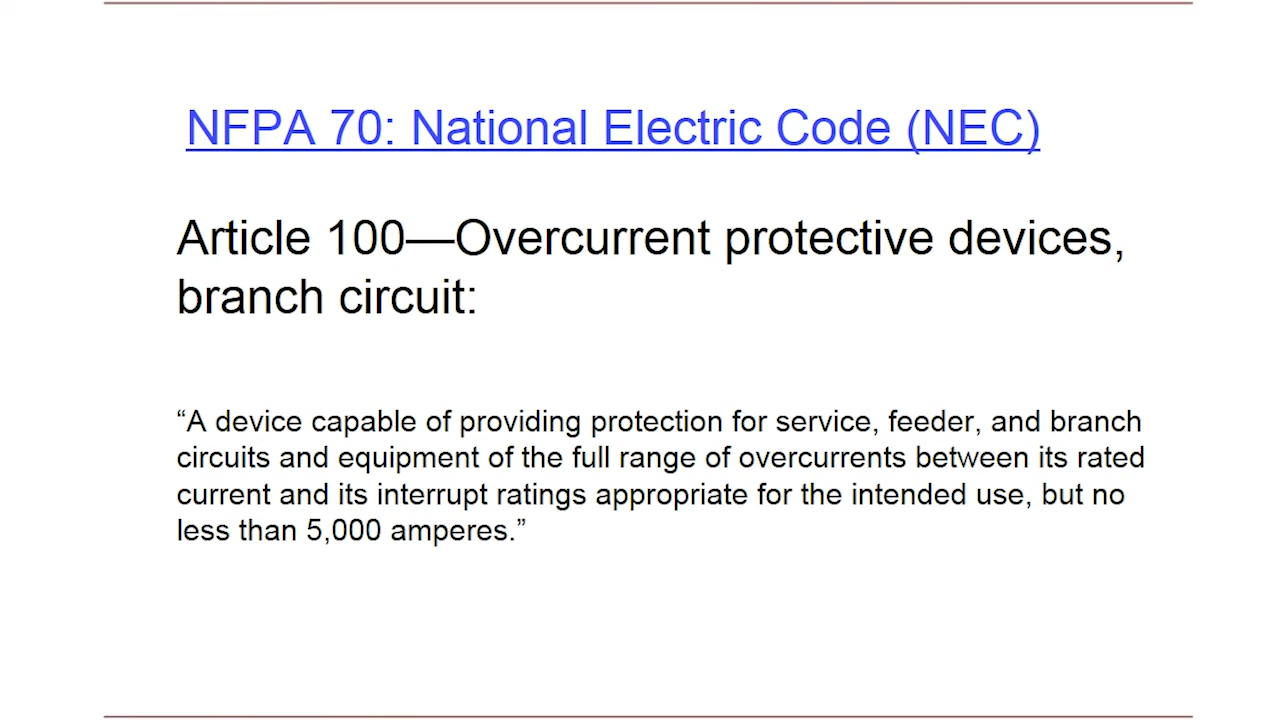 NFPA 70: National Electric Code (NEC)
Article 100—Overcurrent protective devices,
branch circuit:
“A device capable of providing protection for service, feeder, and branch
circuits and equipment of the full range of overcurrents between its rated
current and its interrupt ratings appropriate for the intended use, but no
less than 5,000 amperes.”